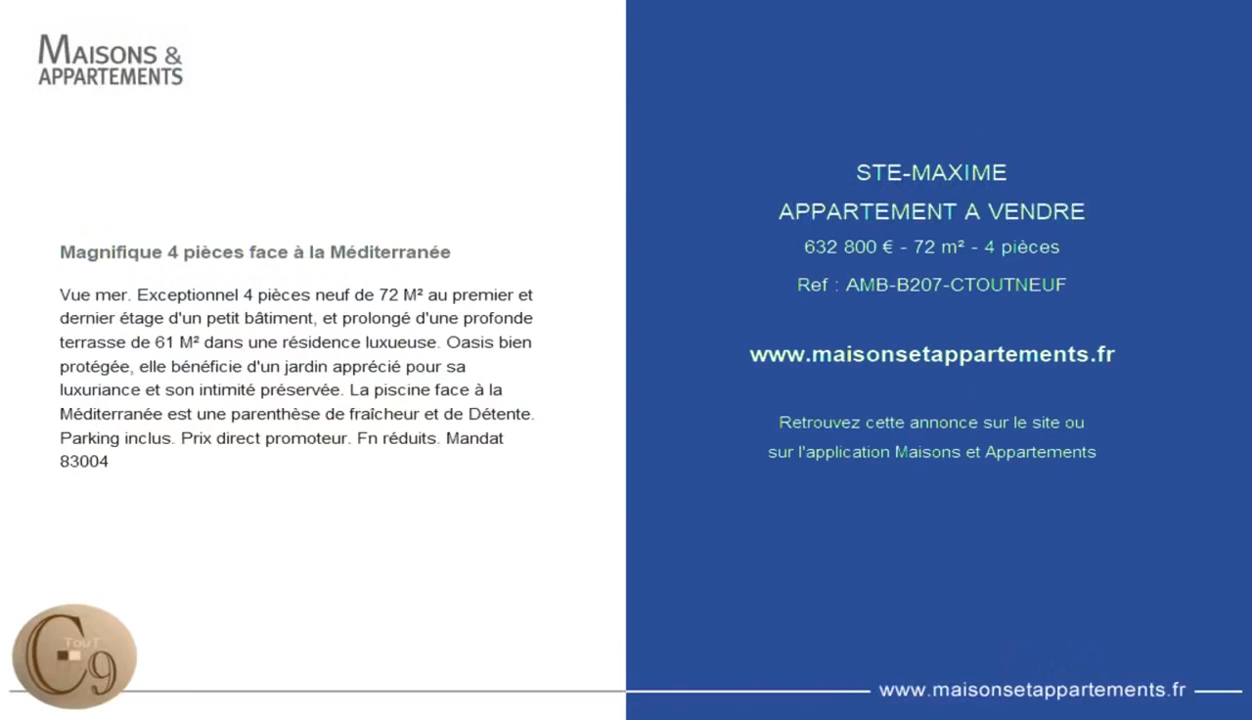 MAISONS &
APPARTEMENTS
Magnifique 4 pièces face à la Méditerranée
Vue mer. Exceptionnel 4 pièces neuf de 72 M² au premier et
dernier étage d'un petit bâtiment, et prolongé d'une profonde
terrasse de 61 M² dans une résidence luxueuse. Oasis bien
protégée, elle bénéficie d'un jardin apprécié pour sa
luxuriance et son intimité préservée. La piscine face à la
Méditerranée est une parenthèse de fraîcheur et de Détente.
Parking inclus. Prix direct promoteur. Fn réduits. Mandat
83004
C TOUT 9
STE-MAXIME
APPARTEMENT A VENDRE
632 800 € - 72 m² - 4 pièces
Ref : AMB-B207-CTOUTNEUF
www.maisonsetappartements.fr
Retrouvez cette annonce sur le site ou
sur l'application Maisons et Appartements
www.maisonsetappartements.fr